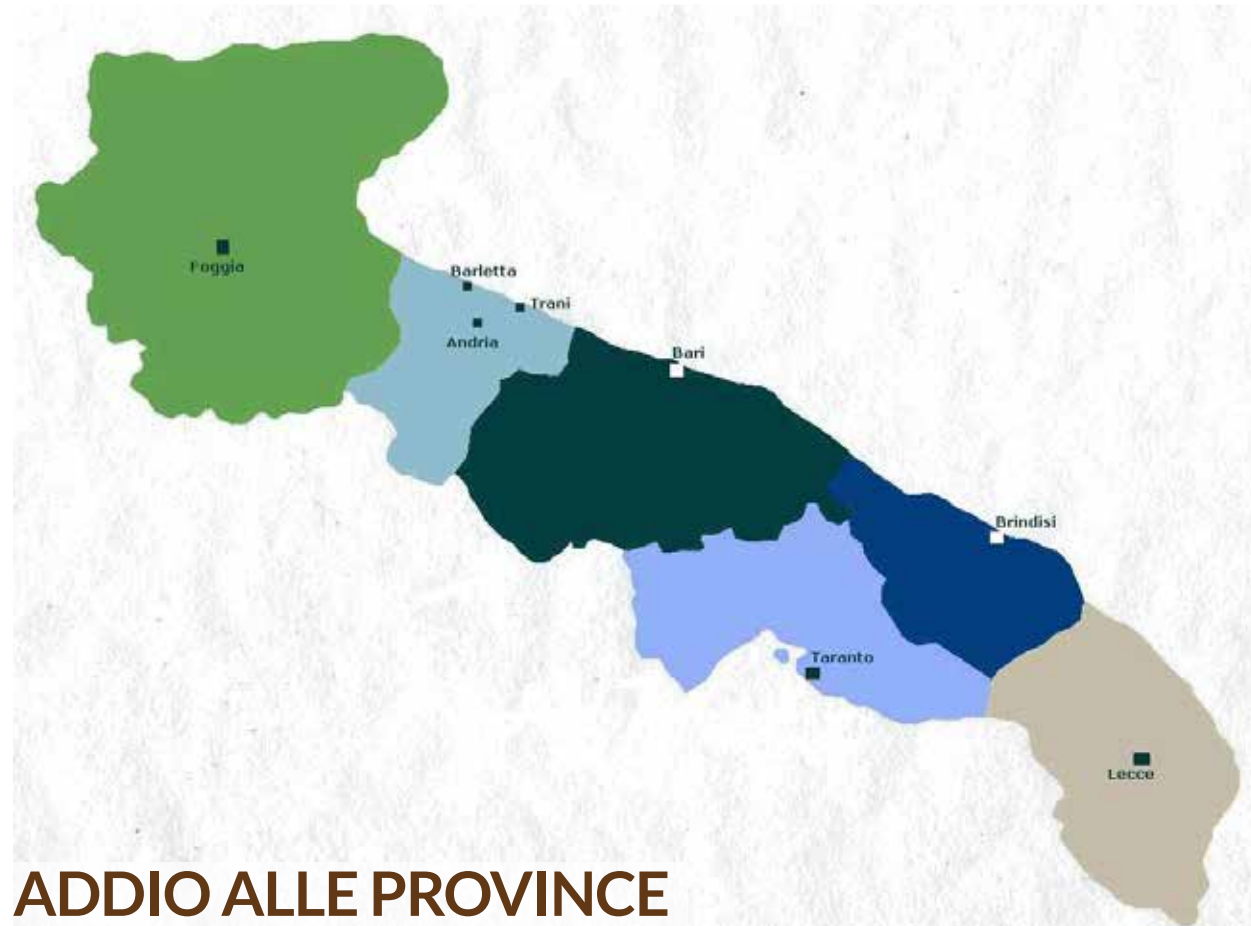 Foggia
Barletta
Trani
Andria
Bari
Brindisi
Taranto
Lecce
ADDIO ALLE PROVINCE